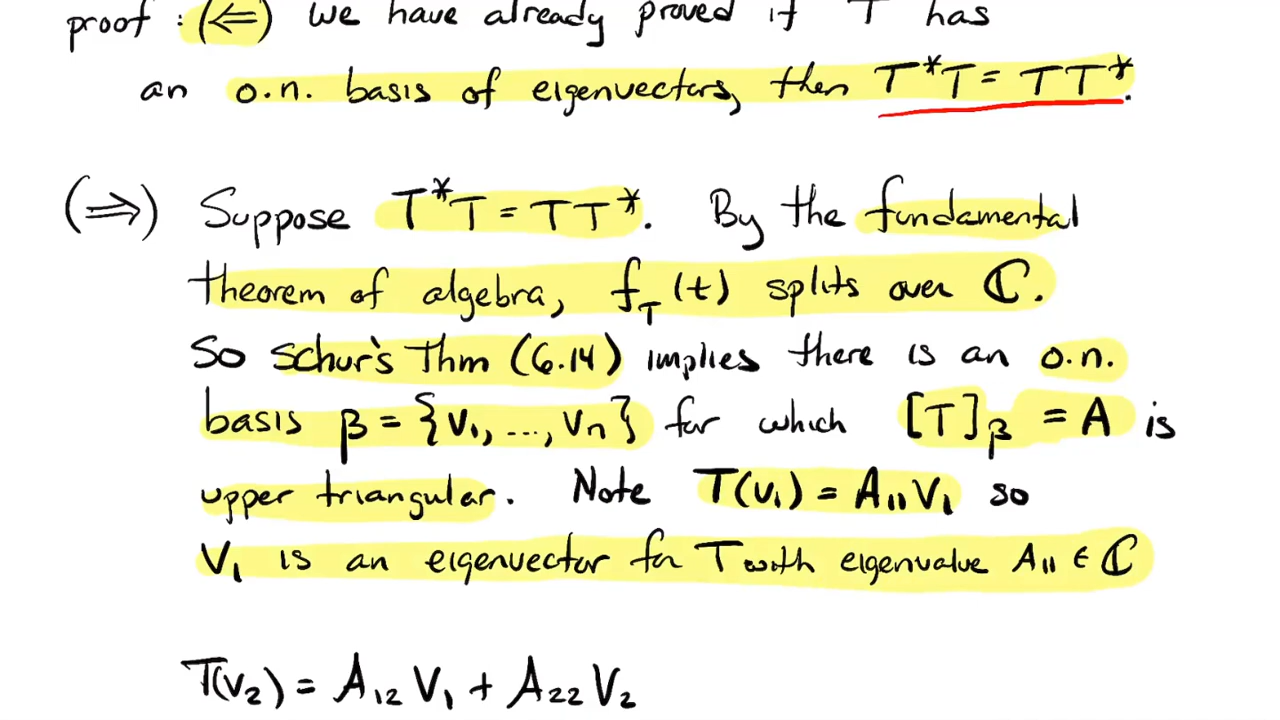 proof : (⇐) we have already proved if T has
an o.n. basis of eigenvectors, then T*T = TT*.
(⇒) Suppose T*T = TT*. By the fundamental
theorem of algebra, f_T(t) splits over ℂ.
So Schur's Thm (6.14) implies there is an o.n.
basis β = {v₁, ..., vₙ} for which [T]_β = A is
upper triangular. Note T(v₁) = A₁₁v₁ so
v₁ is an eigenvector for T with eigenvalue A₁₁ ∈ ℂ
T(v₂) = A₁₂ v₁ + A₂₂ v₂